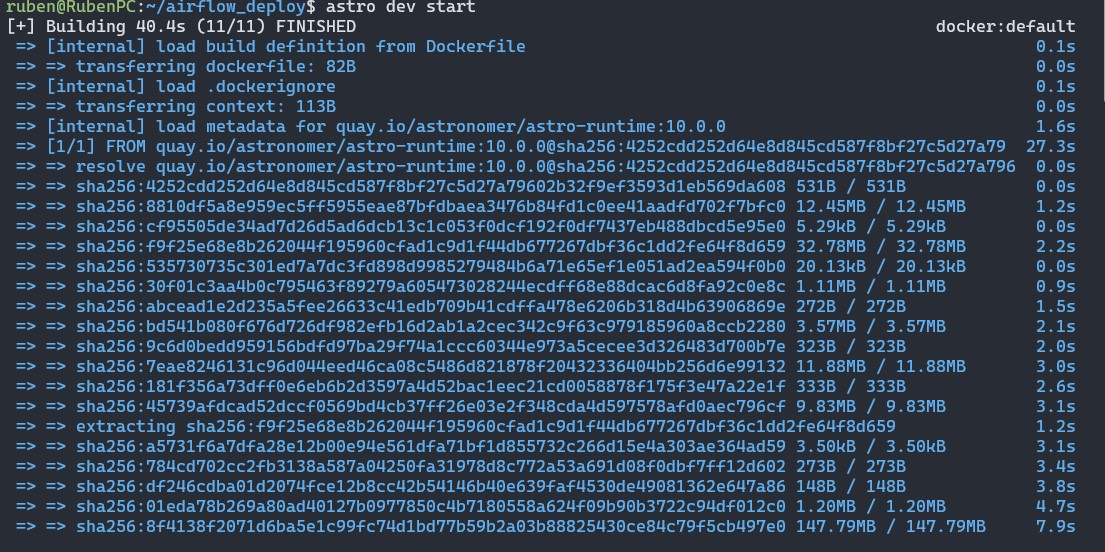 ruben@RubenPC:~/airflow_deploy$ astro dev start
[+] Building 40.4s (11/11) FINISHED docker:default
=> [internal] load build definition from Dockerfile 0.1s
=> => transferring dockerfile: 82B 0.0s
=> [internal] load .dockerignore 0.1s
=> => transferring context: 113B 0.0s
=> [internal] load metadata for quay.io/astronomer/astro-runtime:10.0.0 1.6s
=> [1/1] FROM quay.io/astronomer/astro-runtime:10.0.0@sha256:4252cdd252d64e8d845cd587f8bf27c5d27a79 27.3s
=> => resolve quay.io/astronomer/astro-runtime:10.0.0@sha256:4252cdd252d64e8d845cd587f8bf27c5d27a796 0.0s
=> => sha256:4252cdd252d64e8d845cd587f8bf27c5d27a79602b32f9ef3593d1eb569da608 531B / 531B 0.0s
=> => sha256:8810df5a8e959ec5ff5955eae87bfdbaea3476b84fd1c0ee41aadfd702f7bfc0 12.45MB / 12.45MB 1.2s
=> => sha256:cf95505de34ad7d26d5ad6dcb13c1c053f0dcf192f0df7437eb488dbcd5e95e0 5.29kB / 5.29kB 0.0s
=> => sha256:f9f25e68e8b262044f195960cfad1c9d1f44db677267dbf36c1dd2fe64f8d659 32.78MB / 32.78MB 2.2s
=> => sha256:535730735c301ed7a7dc3fd898d9985279484b6a71e65ef1e051ad2ea594f0b0 20.13kB / 20.13kB 0.0s
=> => sha256:30f01c3aa4b0c795463f89279a605473028244ecdff68e88dcac6d8fa92c0e8c 1.11MB / 1.11MB 0.9s
=> => sha256:abcead1e2d235a5fee26633c41edb709b41cdffa478e6206b318d4b63906869e 272B / 272B 1.5s
=> => sha256:bd541b080f676d726df982efb16d2ab1a2cec342c9f63c979185960a8ccb2280 3.57MB / 3.57MB 2.1s
=> => sha256:9c6d0bedd959156bdfd97ba29f74a1ccc60344e973a5cecee3d326483d700b7e 323B / 323B 2.0s
=> => sha256:7eae8246131c96d044eed46ca08c5486d821878f20432336404bb256d6e99132 11.88MB / 11.88MB 3.0s
=> => sha256:181f356a73dff0e6eb6b2d3597a4d52bac1eec21cd0058878f175f3e47a22e1f 333B / 333B 2.6s
=> => sha256:45739afdcad52dccf0569bd4cb37ff26e03e2f348cda4d597578afd0aec796cf 9.83MB / 9.83MB 3.1s
=> => extracting sha256:f9f25e68e8b262044f195960cfad1c9d1f44db677267dbf36c1dd2fe64f8d659 1.2s
=> => sha256:a5731f6a7dfa28e12b00e94e561dfa71bf1d855732c266d15e4a303ae364ad59 3.50kB / 3.50kB 3.1s
=> => sha256:784cd702cc2fb3138a587a04250fa31978d8c772a53a691d08f0dbf7ff12d602 273B / 273B 3.4s
=> => sha256:df246cdba01d2074fce12b8cc42b54146b40e639faf4530de49081362e647a86 148B / 148B 3.8s
=> => sha256:01eda78b269a80ad40127b0977850c4b7180558a624f09b90b3722c94df012c0 1.20MB / 1.20MB 4.7s
=> => sha256:8f4138f2071d6ba5e1c99fc74d1bd77b59b2a03b88825430ce84c79f5cb497e0 147.79MB / 147.79MB 7.9s